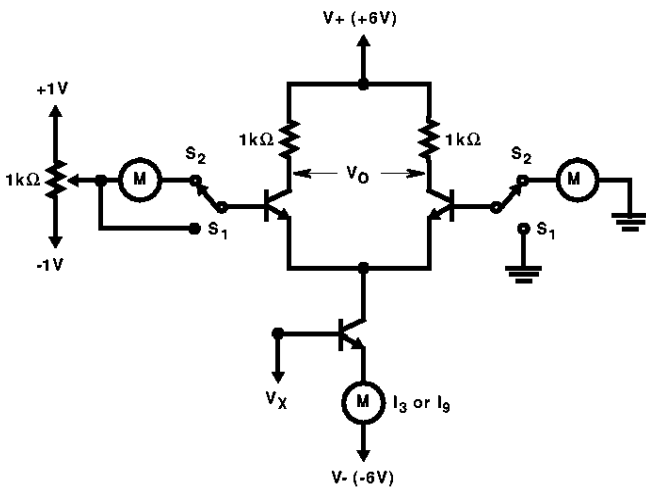 V+ (+6V)
+1V
1kΩ
1kΩ
S2
VO
S2
1kΩ
M
M
S1
S1
-1V
VX
M
I3 or I9
V- (-6V)